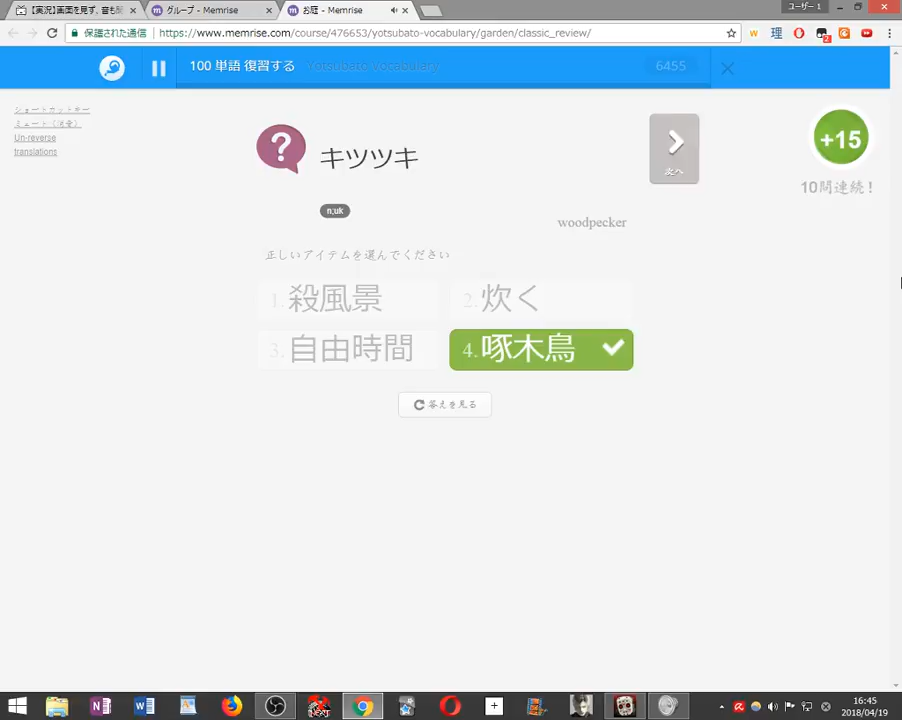 【実況】画面を見ず、音も
グループ - Memrise
お庭 - Memrise
ユーザー 1
保護された通信
https://www.memrise.com/course/476653/yotsubato-vocabulary/garden/classic_review/
100 単語 復習する
Yotsubato vocabulary
6455
ショートカットキー
ミュート（消音）
Un-reverse
translations
?
キツツキ
次へ
+15
10問連続！
n;uk
woodpecker
正しいアイテムを選んでください
1. 殺風景
2. 炊く
3. 自由時間
4. 啄木鳥
答えを見る
16:45
2018/04/19